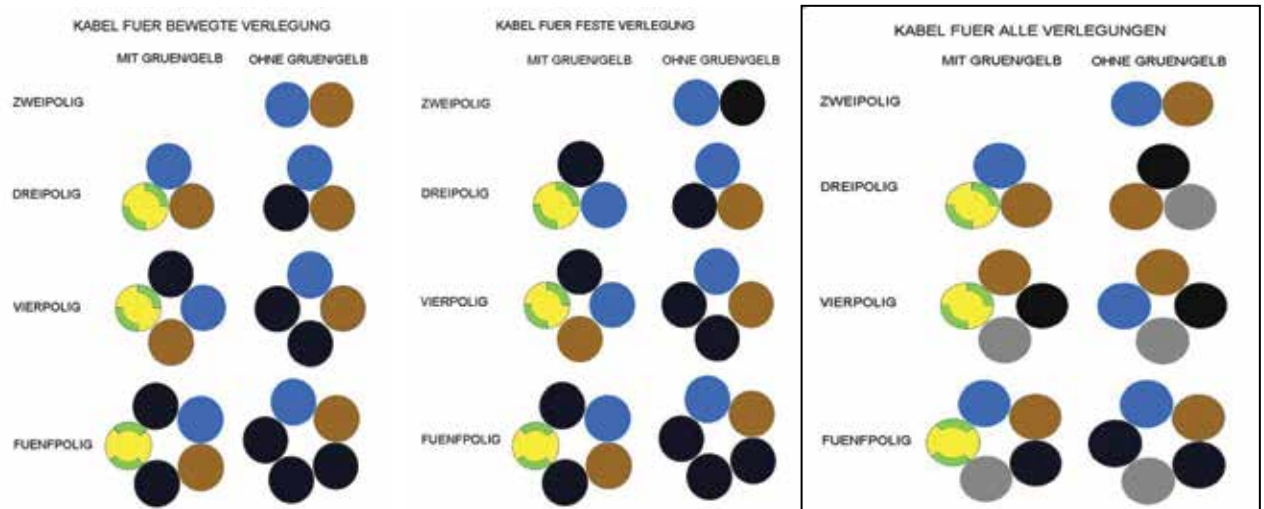 KABEL FUER BEWEGTE VERLEGUNG
MIT GRUEN/GELB OHNE GRUEN/GELB
ZWEIPOLIG
DREIPOLIG
VIERPOLIG
FUENFPOLIG
KABEL FUER FESTE VERLEGUNG
MIT GRUEN/GELB OHNE GRUEN/GELB
ZWEIPOLIG
DREIPOLIG
VIERPOLIG
FUENFPOLIG
KABEL FUER ALLE VERLEGUNGEN
MIT GRUEN/GELB OHNE GRUEN/GELB
ZWEIPOLIG
DREIPOLIG
VIERPOLIG
FUENFPOLIG